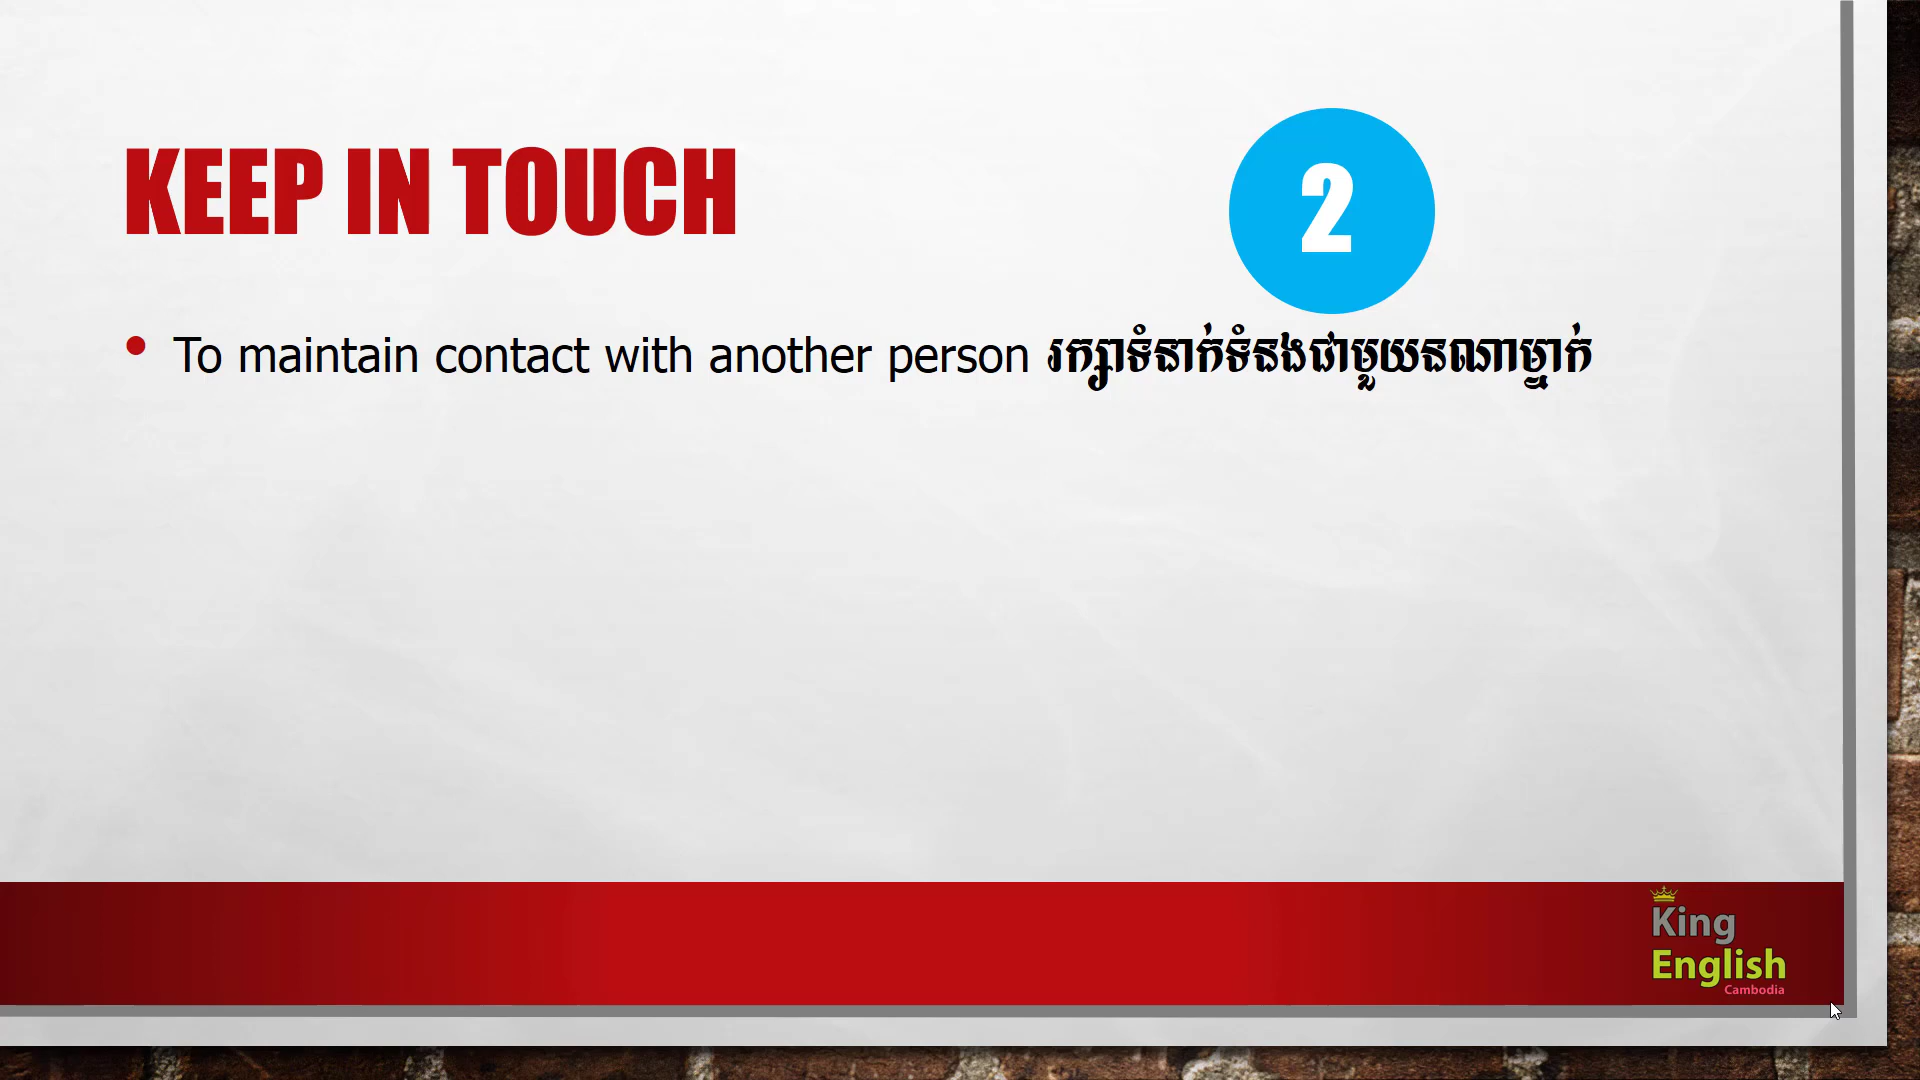 KEEP IN TOUCH
2
• To maintain contact with another person រក្សាទំនាក់ទំនងជាមួយនណាម្នាក់
King
English
Cambodia